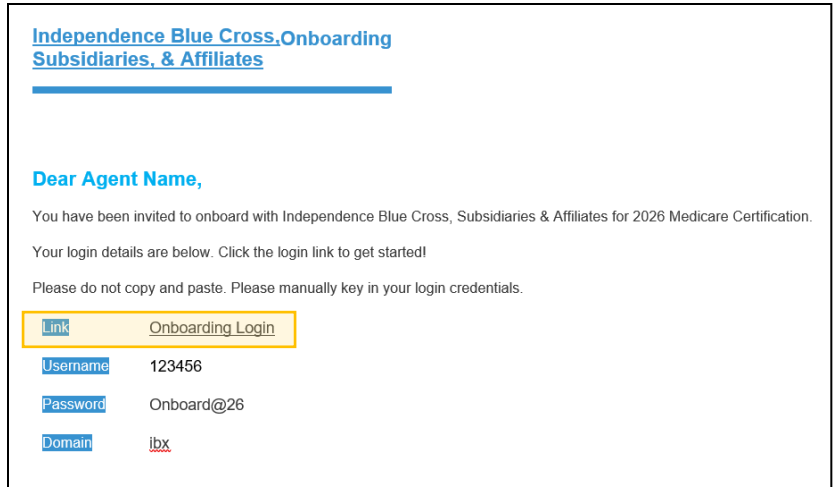 Independence Blue Cross, Onboarding
Subsidiaries, & Affiliates
Dear Agent Name,
You have been invited to onboard with Independence Blue Cross, Subsidiaries & Affiliates for 2026 Medicare Certification.
Your login details are below. Click the login link to get started!
Please do not copy and paste. Please manually key in your login credentials.
Link Onboarding Login
Username 123456
Password Onboard@26
Domain ibx